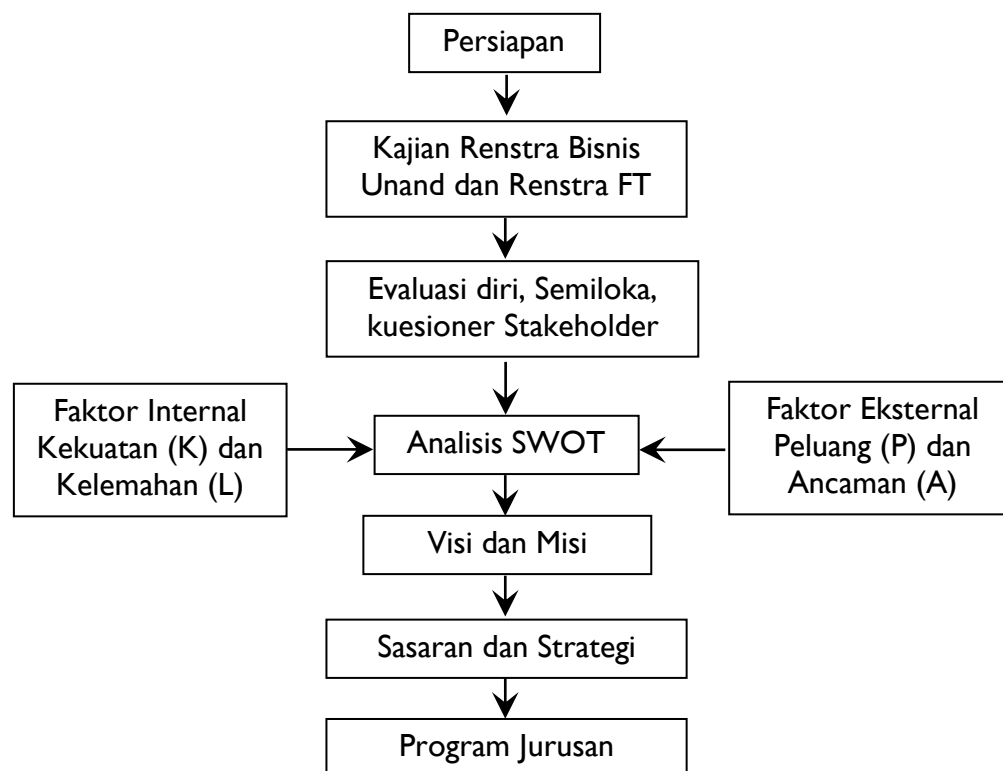 Persiapan
Kajian Renstra Bisnis
Unand dan Renstra FT
Evaluasi diri, Semiloka,
kuesioner Stakeholder
Faktor Internal
Kekuatan (K) dan
Kelemahan (L)
Analisis SWOT
Faktor Eksternal
Peluang (P) dan
Ancaman (A)
Visi dan Misi
Sasaran dan Strategi
Program Jurusan